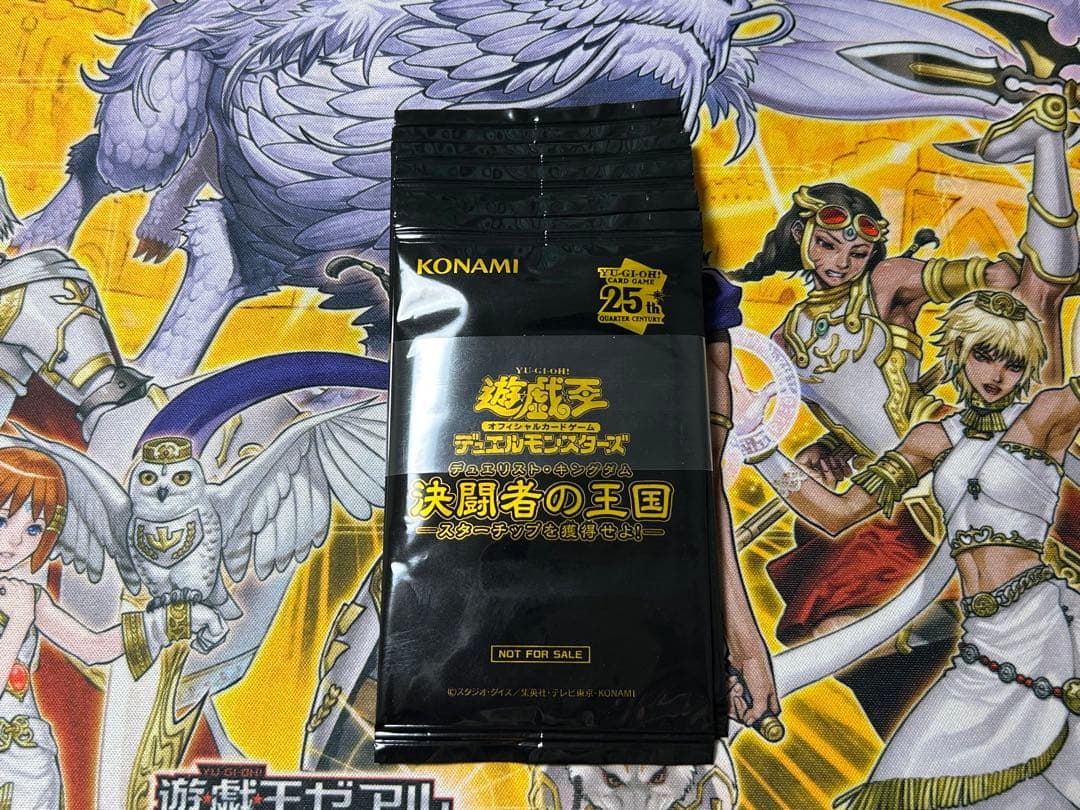 KONAMI
YU-GI-OH!
CARD GAME
25th
QUARTER CENTURY
YU-GI-OH!
遊戯王
オフィシャルカードゲーム
デュエルモンスターズ
デュエリスト・キングダム
決闘者の王国
―スターチップを獲得せよ!―
NOT FOR SALE
©スタジオ・ダイス/集英社・テレビ東京・KONAMI
YU-GI-OH!
遊☆戯☆王ゼアル